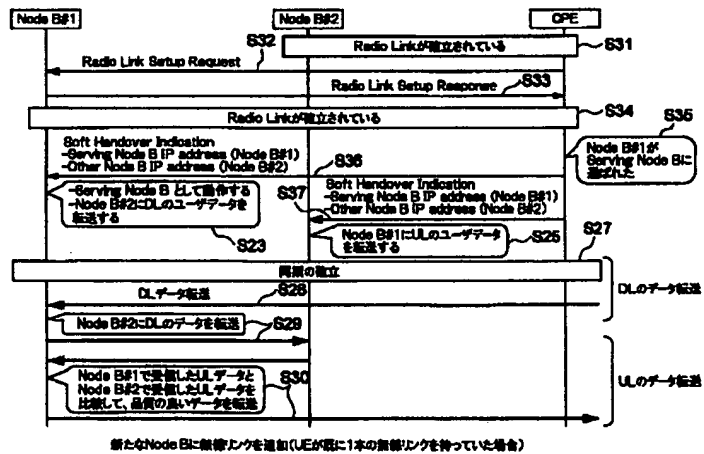 Node B#1
Node B#2
CPE
Radio Linkが確立されている
S31
S32
Radio Link Setup Request
Radio Link Setup Response
S33
Radio Linkが確立されている
S34
S35
Node B#1が
Serving Node Bに
選ばれた
Soft Handover Indication
-Serving Node B IP address (Node B#1)
-Other Node B IP address (Node B#2)
S36
-Serving Node B として動作する
-Node B#2にDLのユーザデータを
転送する
S23
S37
Soft Handover Indication
-Serving Node B IP address (Node B#1)
-Other Node B IP address (Node B#2)
Node B#1にULのユーザデータ
を転送する
S25
S27
同期の確立
DLデータ転送
S28
DLのデータ転送
Node B#2にDLのデータを転送
S29
Node B#1で受信したULデータと
Node B#2で受信したULデータを
比較して、品質の良いデータを転送
S30
ULのデータ転送
新たなNode Bに無線リンクを追加(UEが既に1本の無線リンクを持っていた場合)